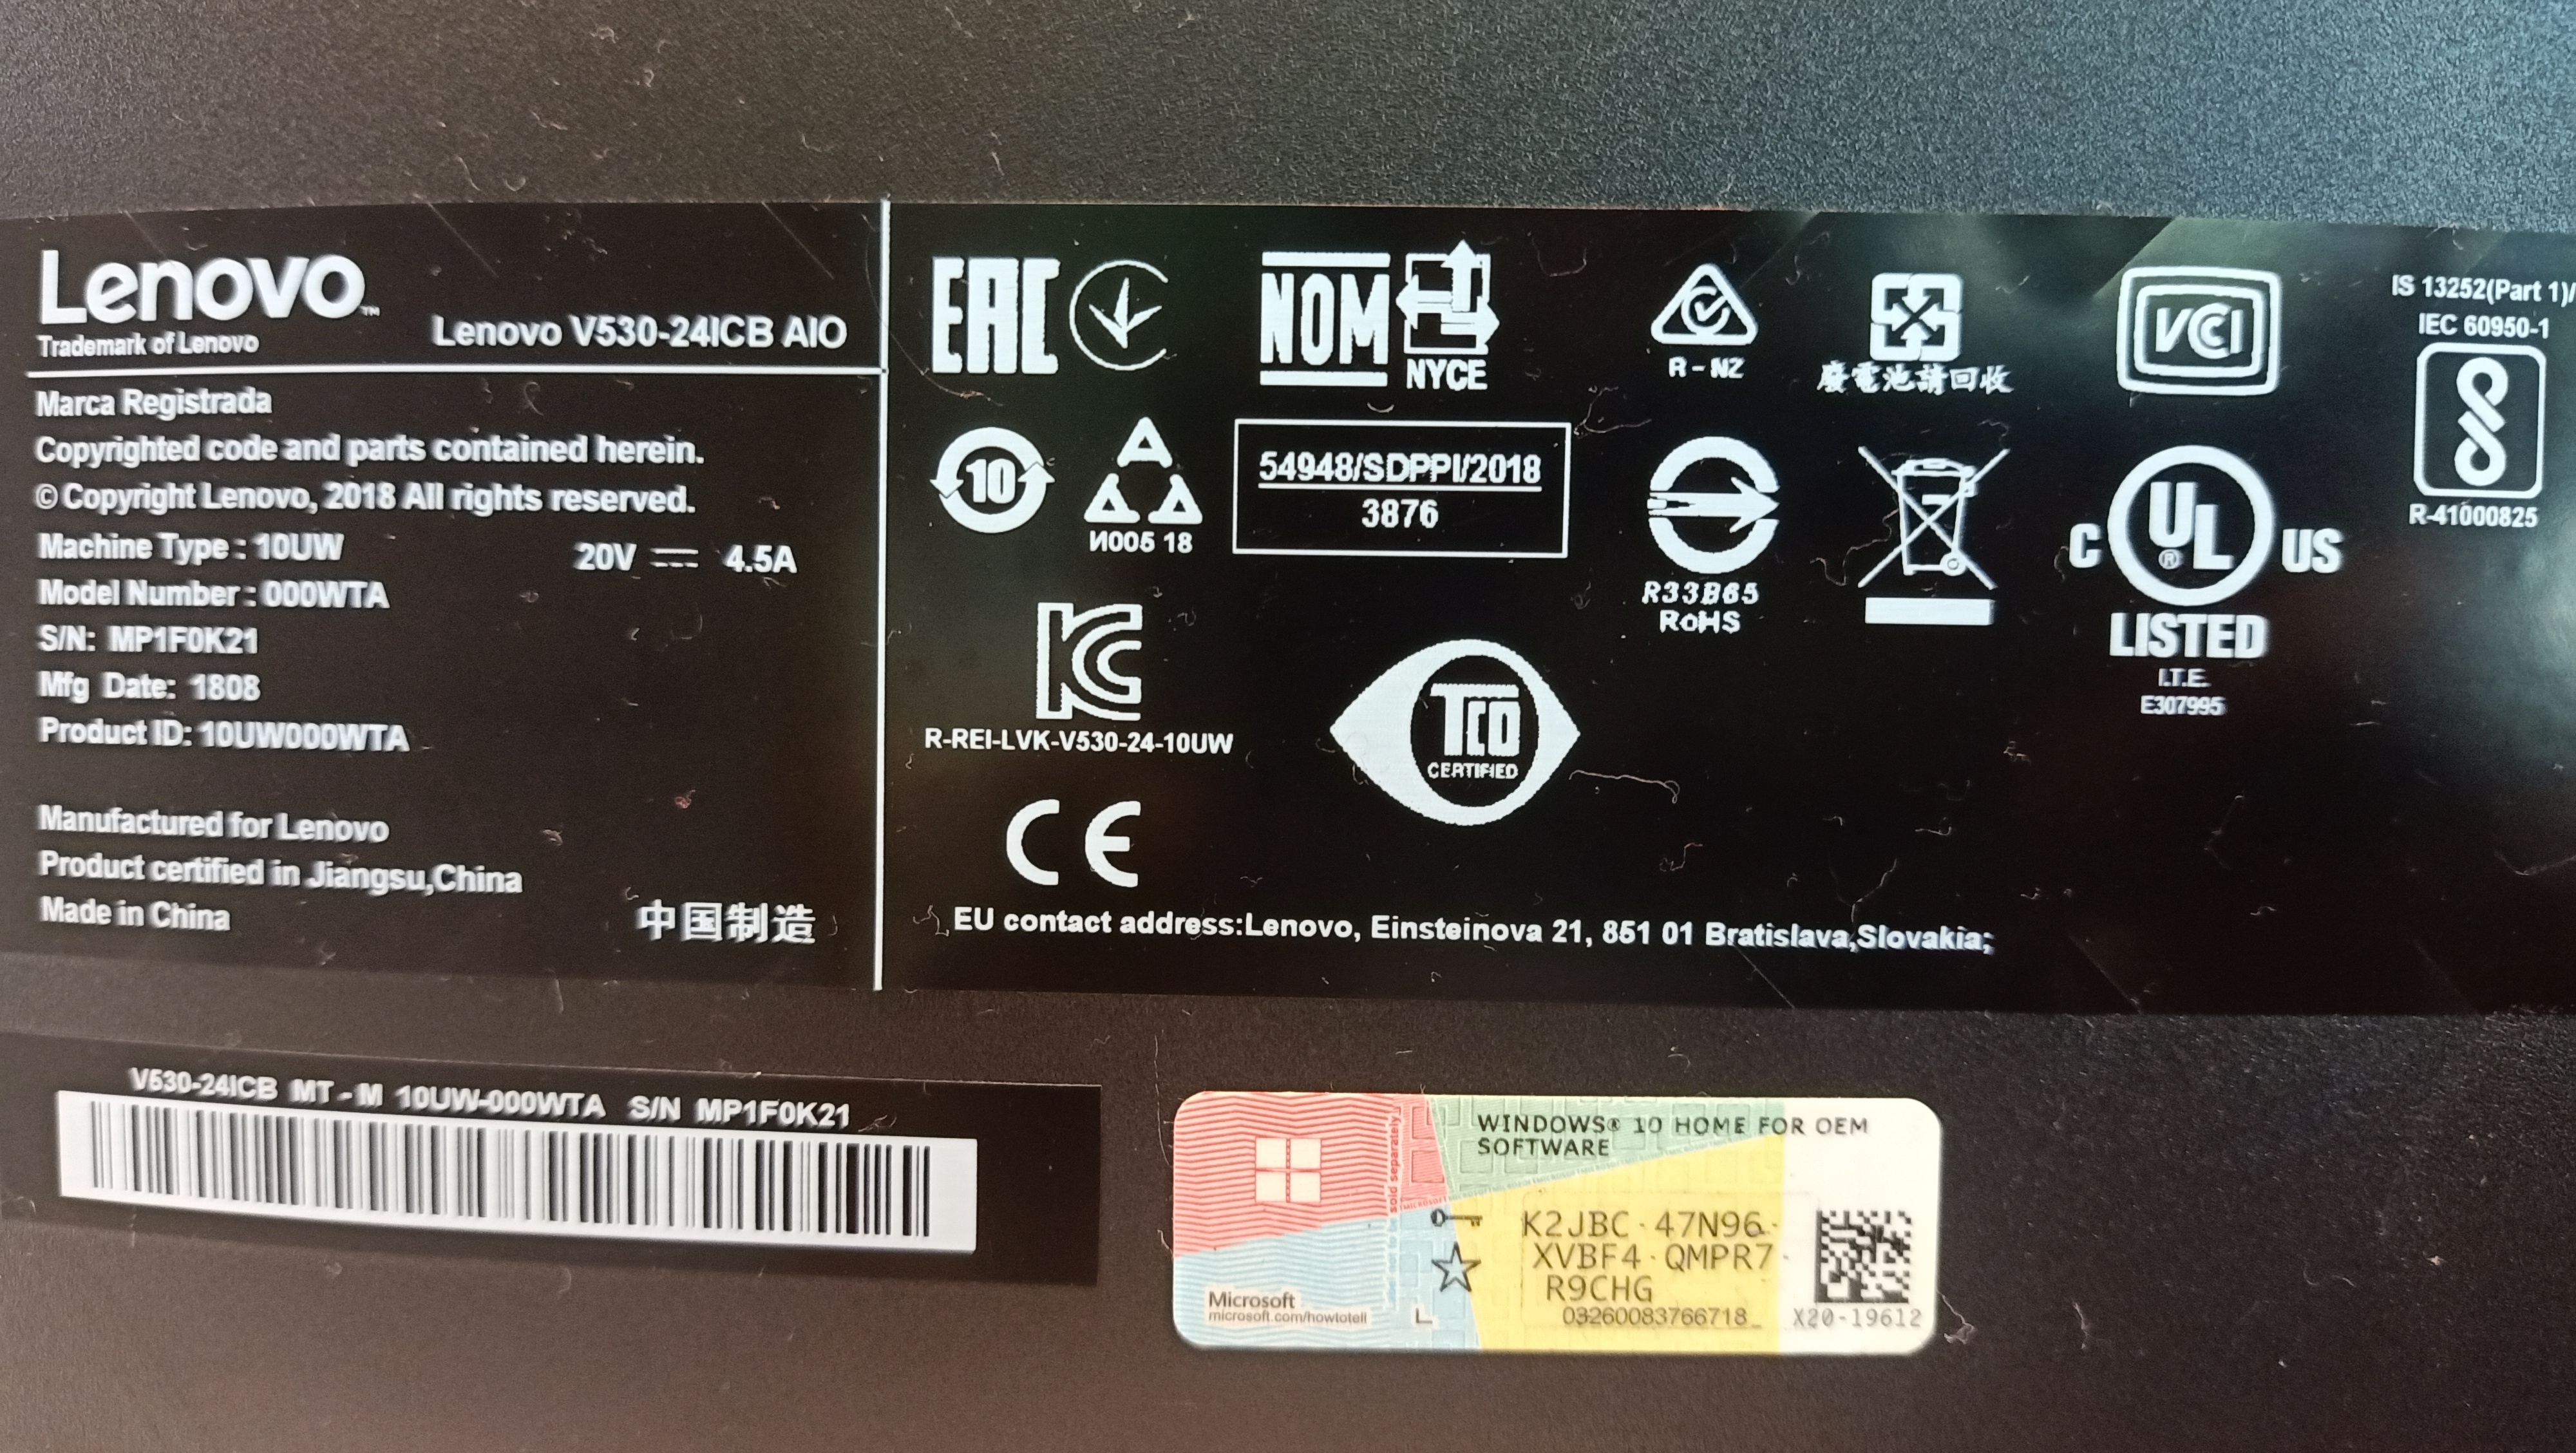 Lenovo™
Trademark of Lenovo
Lenovo V530-24ICB AIO
Marca Registrada
Copyrighted code and parts contained herein.
© Copyright Lenovo, 2018 All rights reserved.
Machine Type : 10UW
20V ⎓ 4.5A
Model Number : 000WTA
S/N: MP1F0K21
Mfg Date: 1808
Product ID: 10UW000WTA
Manufactured for Lenovo
Product certified in Jiangsu,China
Made in China
中国制造
EAC
NOM
NYCE
R-NZ
廢電池請回收
VCCI
IS 13252(Part 1)/
IEC 60950-1
R-41000825
10
И005 18
54948/SDPPI/2018
3876
R33B65
RoHS
C UL® US
LISTED
I.T.E.
E307995
KC
R-REI-LVK-V530-24-10UW
TCO
CERTIFIED
CE
EU contact address:Lenovo, Einsteinova 21, 851 01 Bratislava,Slovakia;
V530-24ICB MT-M 10UW-000WTA S/N MP1F0K21
WINDOWS® 10 HOME FOR OEM
SOFTWARE
K2JBC-47N96-
XVBF4-QMPR7-
R9CHG
03260083766718
X20-19612
Microsoft
microsoft.com/howtotell
sold separately